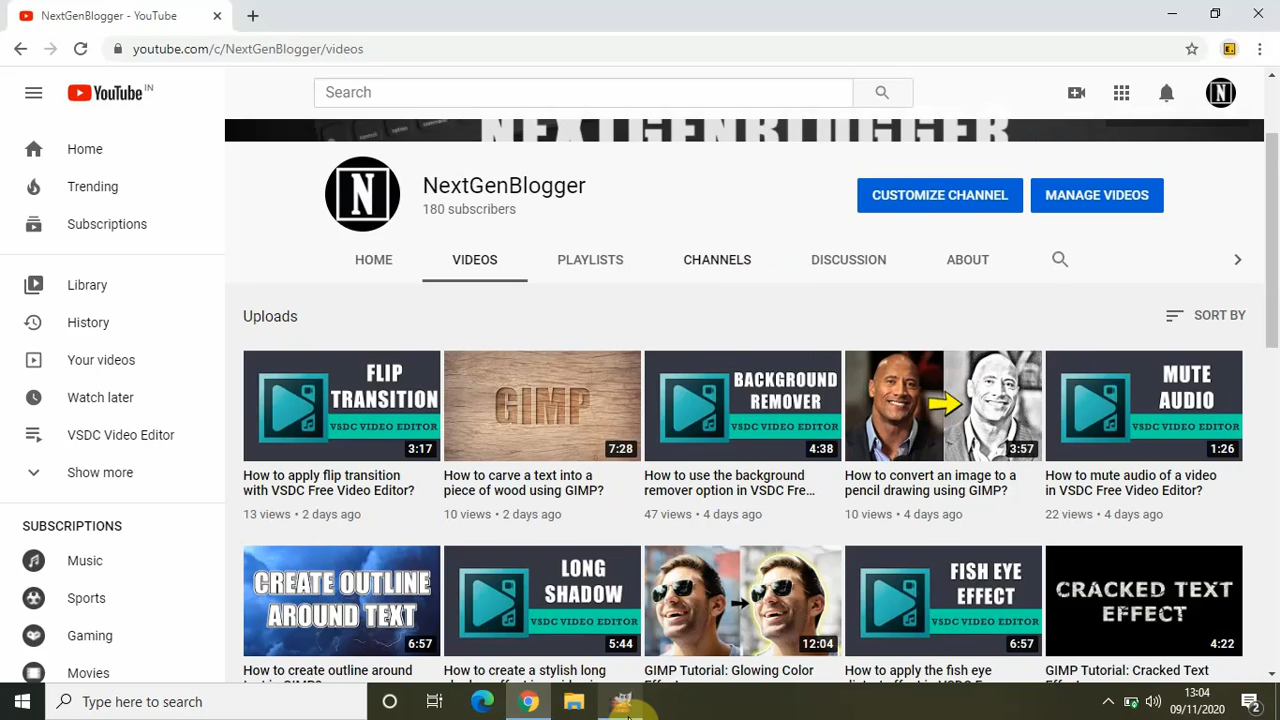 NextGenBlogger - YouTube
youtube.com/c/NextGenBlogger/videos
YouTube IN
Search
N
Home
Trending
Subscriptions
Library
History
Your videos
Watch later
VSDC Video Editor
Show more
SUBSCRIPTIONS
Music
Sports
Gaming
Movies
NEXTGENBLOGGER
N
NextGenBlogger
180 subscribers
CUSTOMIZE CHANNEL
MANAGE VIDEOS
HOME
VIDEOS
PLAYLISTS
CHANNELS
DISCUSSION
ABOUT
Uploads
SORT BY
FLIP
TRANSITION
VSDC VIDEO EDITOR
3:17
How to apply flip transition
with VSDC Free Video Editor?
13 views • 2 days ago
GIMP
7:28
How to carve a text into a
piece of wood using GIMP?
10 views • 2 days ago
BACKGROUND
REMOVER
VSDC VIDEO EDITOR
4:38
How to use the background
remover option in VSDC Fre...
47 views • 4 days ago
3:57
How to convert an image to a
pencil drawing using GIMP?
10 views • 4 days ago
MUTE
AUDIO
VSDC VIDEO EDITOR
1:26
How to mute audio of a video
in VSDC Free Video Editor?
22 views • 4 days ago
CREATE OUTLINE
AROUND TEXT
6:57
How to create outline around
LONG
SHADOW
VSDC VIDEO EDITOR
5:44
How to create a stylish long
12:04
GIMP Tutorial: Glowing Color
FISH EYE
EFFECT
VSDC VIDEO EDITOR
6:57
How to apply the fish eye
CRACKED TEXT
EFFECT
4:22
GIMP Tutorial: Cracked Text
Type here to search
13:04
09/11/2020
2